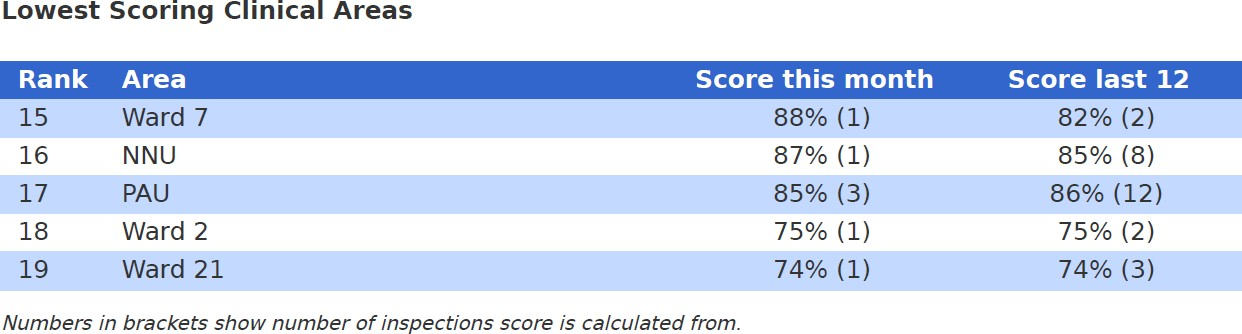 Lowest Scoring Clinical Areas
Rank Area Score this month Score last 12
15 Ward 7 88% (1) 82% (2)
16 NNU 87% (1) 85% (8)
17 PAU 85% (3) 86% (12)
18 Ward 2 75% (1) 75% (2)
19 Ward 21 74% (1) 74% (3)
Numbers in brackets show number of inspections score is calculated from.